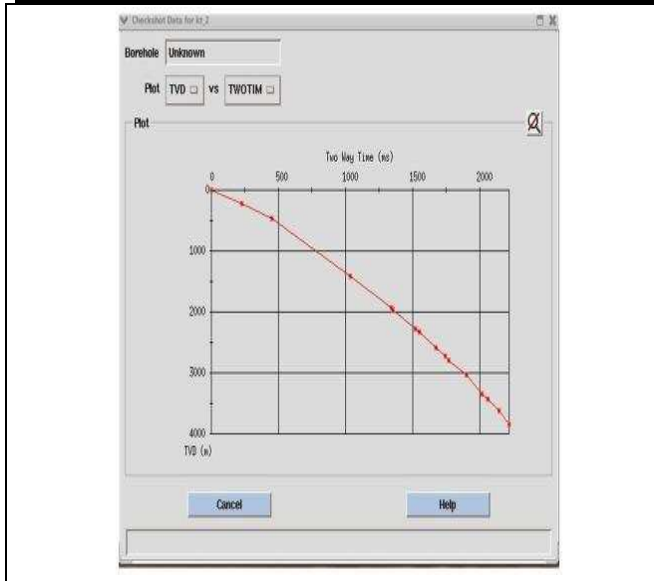 Checkshot Data for kt_2
Borehole Unknown
Plot TVD vs TWOTIM
Plot
Two Way Time (ms)
0 500 1000 1500 2000
0
1000
2000
3000
4000
TVD (m)
Cancel Help